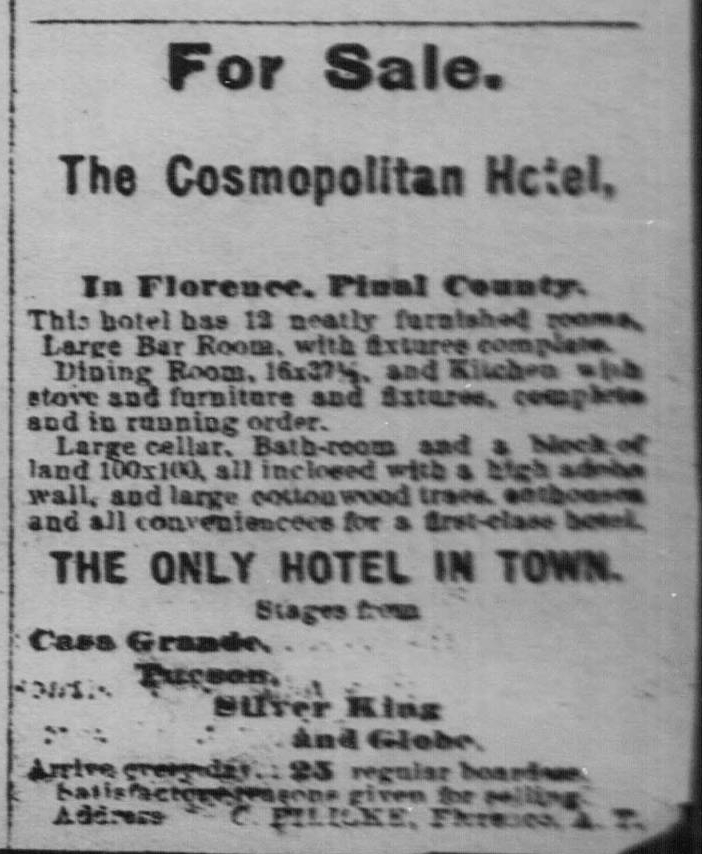 For Sale.
The Cosmopolitan Hotel,
In Florence, Pinal County.
This hotel has 12 neatly furnished rooms,
Large Bar Room, with fixtures complete.
Dining Room, 16x37½, and Kitchen with
stove and furniture and fixtures, complete
and in running order.
Large cellar, Bath-room and a block of
land 100x100, all inclosed with a high adobe
wall, and large cottonwood trees, outhouses
and all conveniencees for a first-class hotel.
THE ONLY HOTEL IN TOWN.
Stages from
Casa Grande,
Tucson,
Silver King
And Globe,
Arrive everyday. 25 regular boarders.
Satisfactory reasons given for selling
Address C. Florence, A. T.